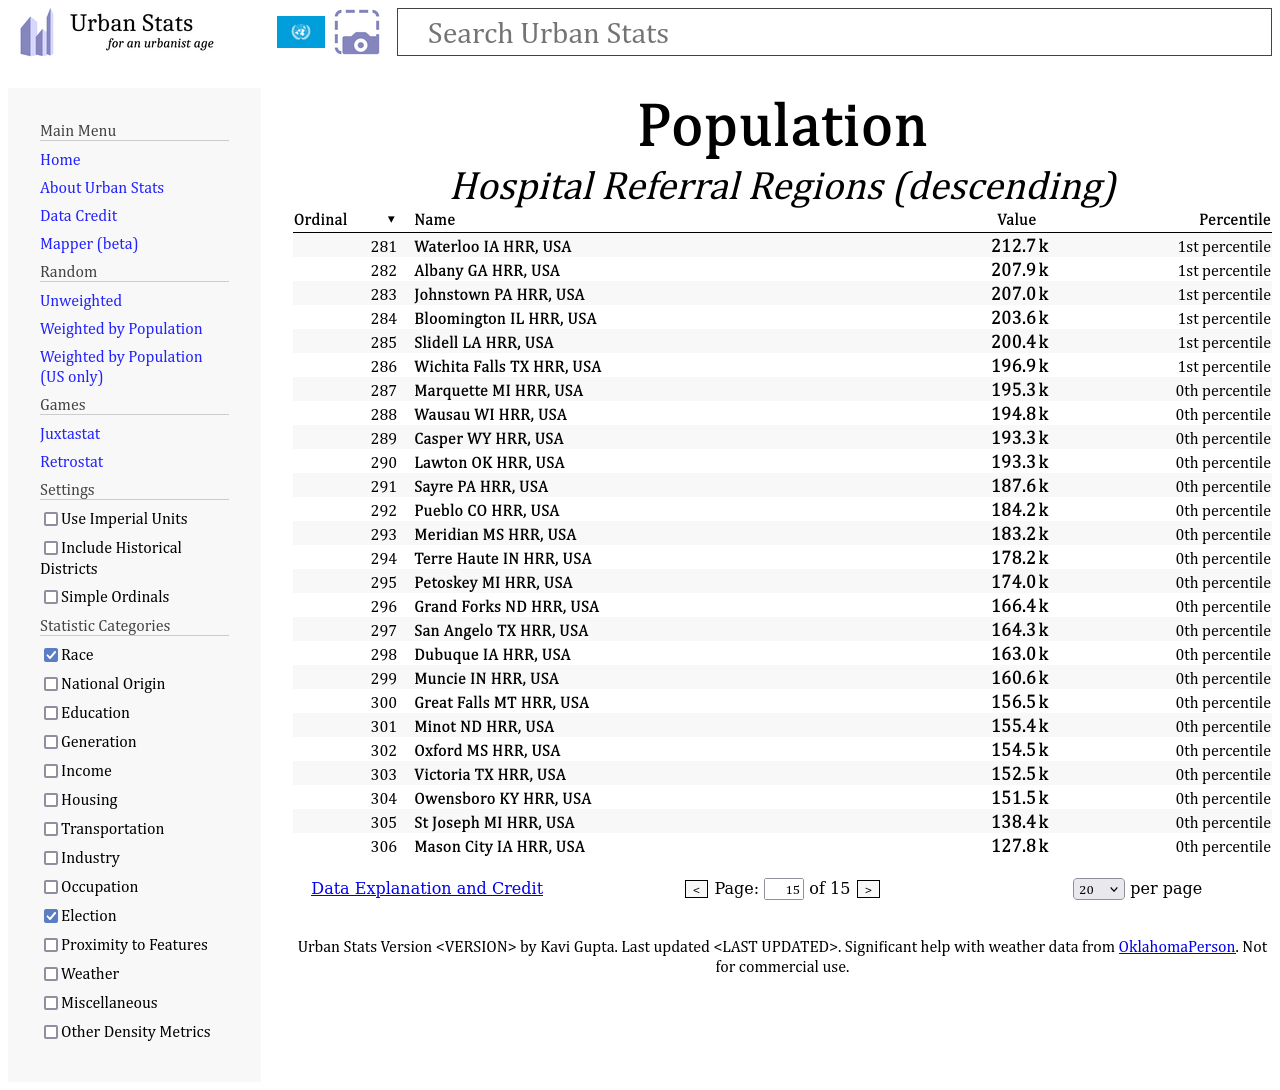 Urban Stats
for an urbanist age
Search Urban Stats
Main Menu
Home
About Urban Stats
Data Credit
Mapper (beta)
Random
Unweighted
Weighted by Population
Weighted by Population
(US only)
Games
Juxtastat
Retrostat
Settings
Use Imperial Units
Include Historical
Districts
Simple Ordinals
Statistic Categories
Race
National Origin
Education
Generation
Income
Housing
Transportation
Industry
Occupation
Election
Proximity to Features
Weather
Miscellaneous
Other Density Metrics
Population
Hospital Referral Regions (descending)
Ordinal ▼ Name Value Percentile
281 Waterloo IA HRR, USA 212.7 k 1st percentile
282 Albany GA HRR, USA 207.9 k 1st percentile
283 Johnstown PA HRR, USA 207.0 k 1st percentile
284 Bloomington IL HRR, USA 203.6 k 1st percentile
285 Slidell LA HRR, USA 200.4 k 1st percentile
286 Wichita Falls TX HRR, USA 196.9 k 1st percentile
287 Marquette MI HRR, USA 195.3 k 0th percentile
288 Wausau WI HRR, USA 194.8 k 0th percentile
289 Casper WY HRR, USA 193.3 k 0th percentile
290 Lawton OK HRR, USA 193.3 k 0th percentile
291 Sayre PA HRR, USA 187.6 k 0th percentile
292 Pueblo CO HRR, USA 184.2 k 0th percentile
293 Meridian MS HRR, USA 183.2 k 0th percentile
294 Terre Haute IN HRR, USA 178.2 k 0th percentile
295 Petoskey MI HRR, USA 174.0 k 0th percentile
296 Grand Forks ND HRR, USA 166.4 k 0th percentile
297 San Angelo TX HRR, USA 164.3 k 0th percentile
298 Dubuque IA HRR, USA 163.0 k 0th percentile
299 Muncie IN HRR, USA 160.6 k 0th percentile
300 Great Falls MT HRR, USA 156.5 k 0th percentile
301 Minot ND HRR, USA 155.4 k 0th percentile
302 Oxford MS HRR, USA 154.5 k 0th percentile
303 Victoria TX HRR, USA 152.5 k 0th percentile
304 Owensboro KY HRR, USA 151.5 k 0th percentile
305 St Joseph MI HRR, USA 138.4 k 0th percentile
306 Mason City IA HRR, USA 127.8 k 0th percentile
Data Explanation and Credit < Page: 15 of 15 > 20 per page
Urban Stats Version <VERSION> by Kavi Gupta. Last updated <LAST UPDATED>. Significant help with weather data from OklahomaPerson. Not
for commercial use.